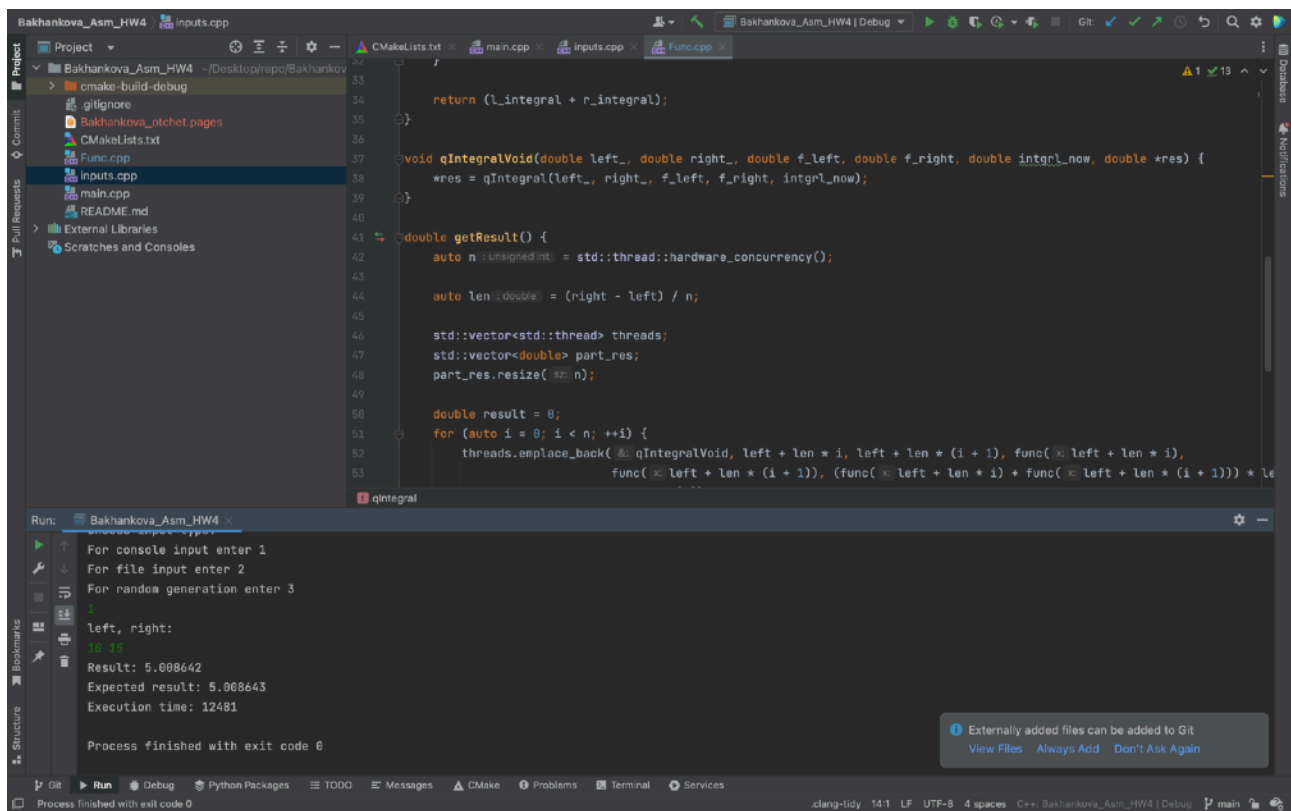 Bakhankova_Asm_HW4 inputs.cpp
Bakhankova_Asm_HW4 | Debug
Git:
Project
CMakeLists.txt main.cpp inputs.cpp Func.cpp
Bakhankova_Asm_HW4 ~/Desktop/repo/Bakhankov
cmake-build-debug
.gitignore
Bakhankova_otchet.pages
CMakeLists.txt
Func.cpp
inputs.cpp
main.cpp
README.md
External Libraries
Scratches and Consoles
Project
Commit
Pull Requests
Bookmarks
Structure
Database
Notifications
1 13
32 }
33
34 return (l_integral + r_integral);
35 }
36
37 void qIntegralVoid(double left_, double right_, double f_left, double f_right, double intgrl_now, double *res) {
38 *res = qIntegral(left_, right_, f_left, f_right, intgrl_now);
39 }
40
41 double getResult() {
42 auto n : unsigned int = std::thread::hardware_concurrency();
43
44 auto len : double = (right - left) / n;
45
46 std::vector<std::thread> threads;
47 std::vector<double> part_res;
48 part_res.resize( sz: n);
49
50 double result = 0;
51 for (auto i = 0; i < n; ++i) {
52 threads.emplace_back( &: qIntegralVoid, left + len * i, left + len * (i + 1), func( x: left + len * i),
53 func( x: left + len * (i + 1)), (func( x: left + len * i) + func( x: left + len * (i + 1))) * le
f qIntegral
Run: Bakhankova_Asm_HW4
Choose input type:
For console input enter 1
For file input enter 2
For random generation enter 3
1
left, right:
10 15
Result: 5.008642
Expected result: 5.008643
Execution time: 12481
Process finished with exit code 0
Externally added files can be added to Git
View Files Always Add Don't Ask Again
Git Run Debug Python Packages TODO Messages CMake Problems Terminal Services
Process finished with exit code 0
.clang-tidy 14:1 LF UTF-8 4 spaces C++: Bakhankova_Asm_HW4 | Debug main